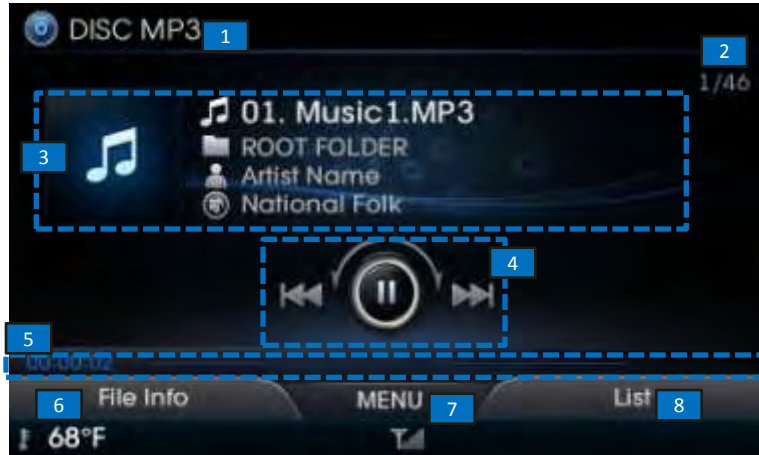 DISC MP3
1
2
1/46
3
01. Music1.MP3
ROOT FOLDER
Artist Name
National Folk
4
5
00:00:02
File Info
MENU
List
6
7
8
68°F